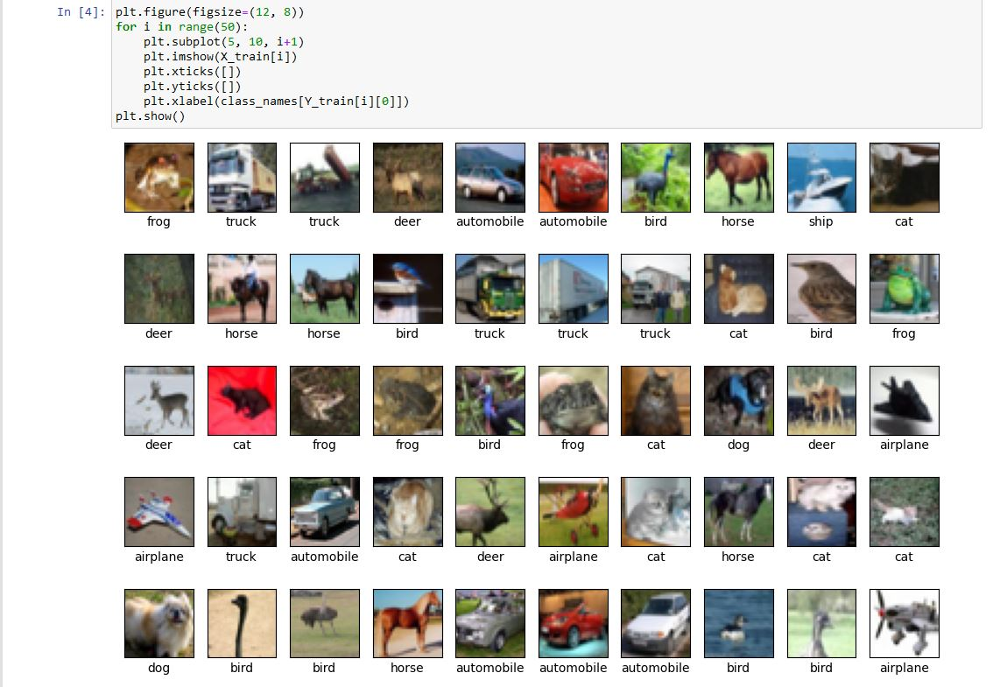 In [4]: plt.figure(figsize=(12, 8))
for i in range(50):
    plt.subplot(5, 10, i+1)
    plt.imshow(X_train[i])
    plt.xticks([])
    plt.yticks([])
    plt.xlabel(class_names[Y_train[i][0]])
plt.show()
frog truck truck deer automobile automobile bird horse ship cat
deer horse horse bird truck truck truck cat bird frog
deer cat frog frog bird frog cat dog deer airplane
airplane truck automobile cat deer airplane cat horse cat cat
dog bird bird horse automobile automobile automobile bird bird airplane